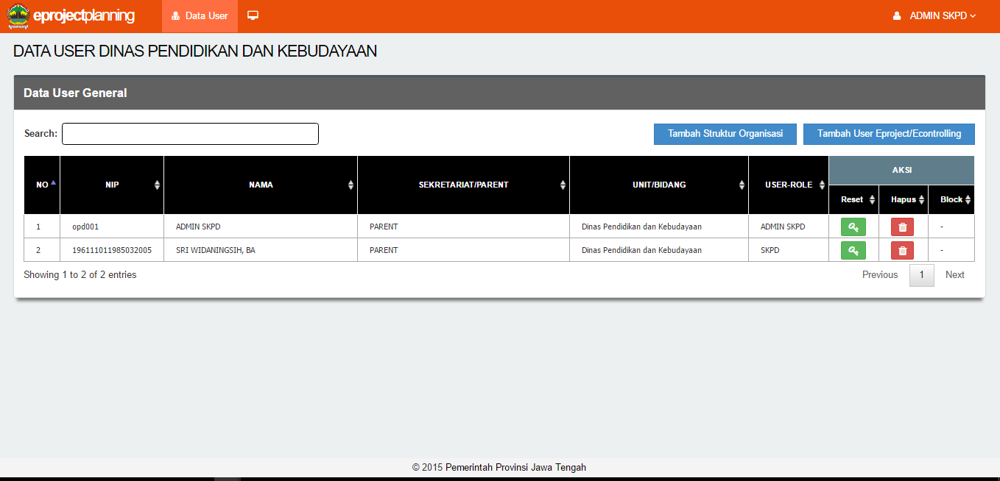 eprojectplanning Data User ADMIN SKPD
DATA USER DINAS PENDIDIKAN DAN KEBUDAYAAN
Data User General
Search: Tambah Struktur Organisasi Tambah User Eproject/Econtrolling
NO NIP NAMA SEKRETARIAT/PARENT UNIT/BIDANG USER-ROLE AKSI
Reset Hapus Block
1 opd001 ADMIN SKPD PARENT Dinas Pendidikan dan Kebudayaan ADMIN SKPD -
2 196111011985032005 SRI WIDANINGSIH, BA PARENT Dinas Pendidikan dan Kebudayaan SKPD -
Showing 1 to 2 of 2 entries Previous 1 Next
© 2015 Pemerintah Provinsi Jawa Tengah